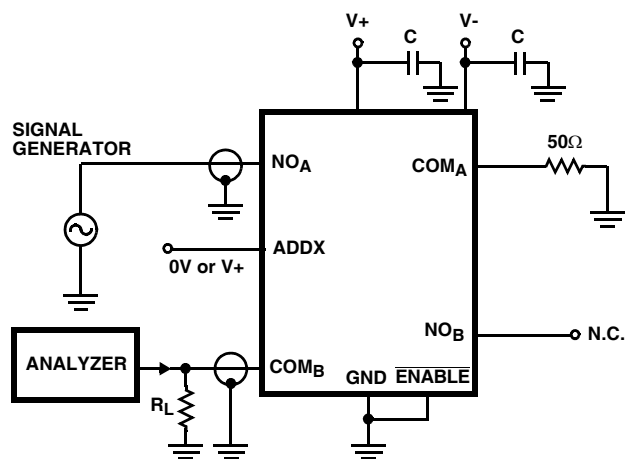 V+
C
V-
C
SIGNAL
GENERATOR
NOA
COMA
50Ω
ADDX
0V or V+
NOB
N.C.
ANALYZER
COMB
GND
ENABLE
RL